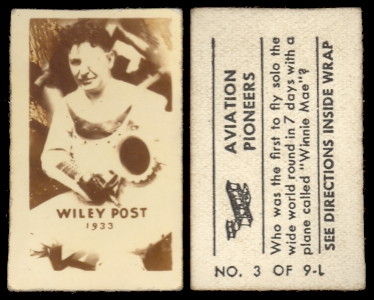 WILEY POST
1933
AVIATION
PIONEERS
Who was the first to fly solo the
wide world round in 7 days with a
plane called "Winnie Mae"?
SEE DIRECTIONS INSIDE WRAP
NO. 3 OF 9-L